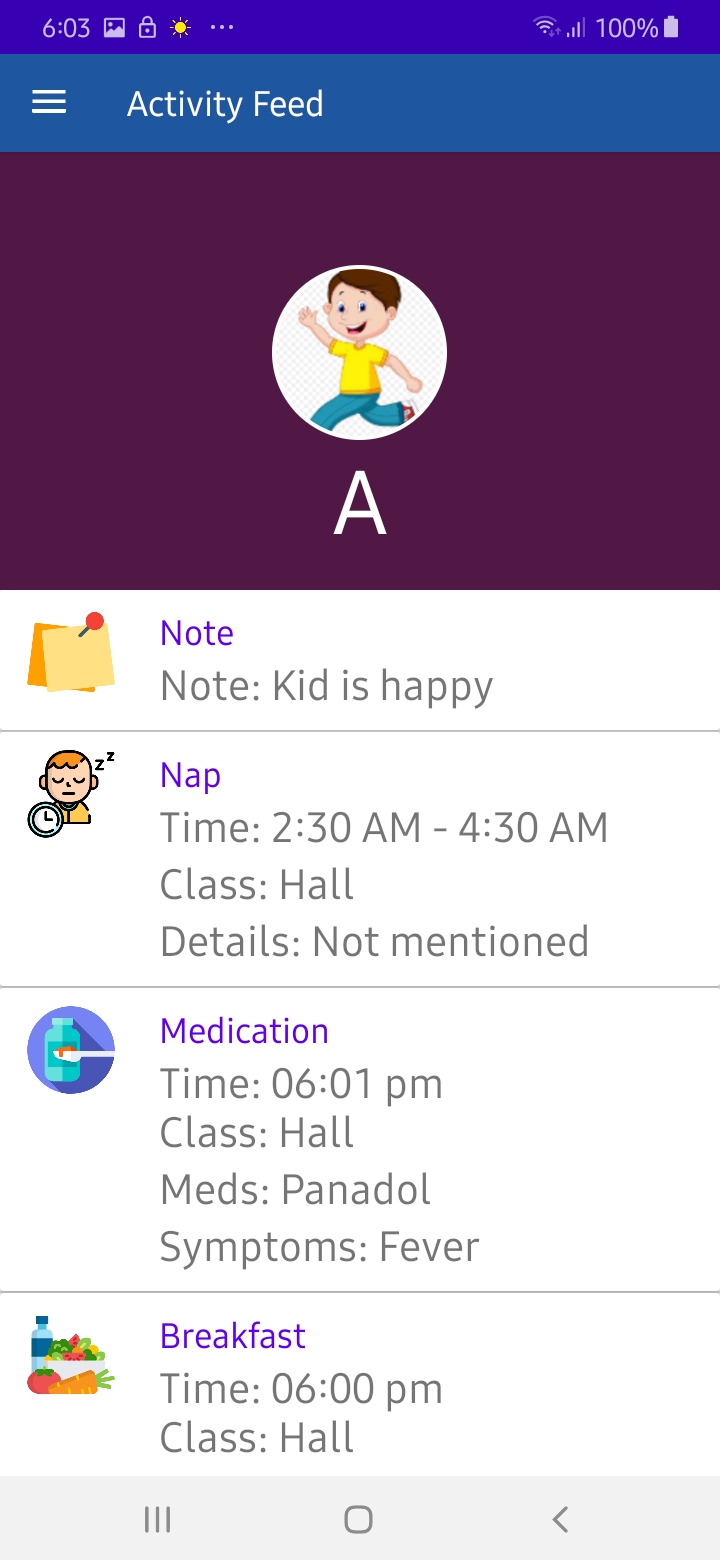 6:03 100%
Activity Feed
A
Note
Note: Kid is happy
zz
Nap
Time: 2:30 AM - 4:30 AM
Class: Hall
Details: Not mentioned
Medication
Time: 06:01 pm
Class: Hall
Meds: Panadol
Symptoms: Fever
Breakfast
Time: 06:00 pm
Class: Hall